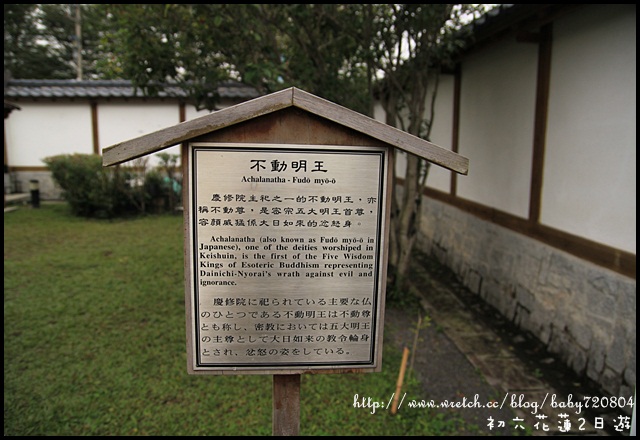 不動明王
Achalanatha - Fudō myō-ō
慶修院主祀之一的不動明王，亦
稱不動尊，是密宗五大明王首尊，
容顏威猛係大日如來的忿怒身。
Achalanatha (also known as Fudō myō-ō in
Japanese), one of the deities worshiped in
Keishuin, is the first of the Five Wisdom
Kings of Esoteric Buddhism representing
Dainichi-Nyorai's wrath against evil and
ignorance.
慶修院に祀られている主要な仏
のひとつである不動明王は不動尊
とも称し、密教においては五大明王
の主尊として大日如来の教令輪身
とされ、忿怒の姿をしている。
http://www.wretch.cc/blog/baby720804
初六花蓮2日遊